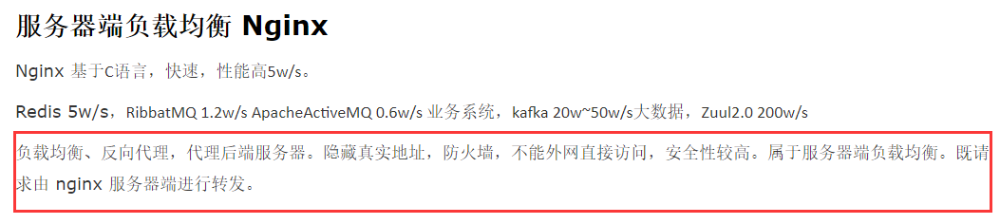 服务器端负载均衡 Nginx
Nginx 基于C语言，快速，性能高5w/s。
Redis 5w/s，RibbatMQ 1.2w/s ApacheActiveMQ 0.6w/s 业务系统，kafka 20w~50w/s大数据，Zuul2.0 200w/s
负载均衡、反向代理，代理后端服务器。隐藏真实地址，防火墙，不能外网直接访问，安全性较高。属于服务器端负载均衡。既请
求由 nginx 服务器端进行转发。